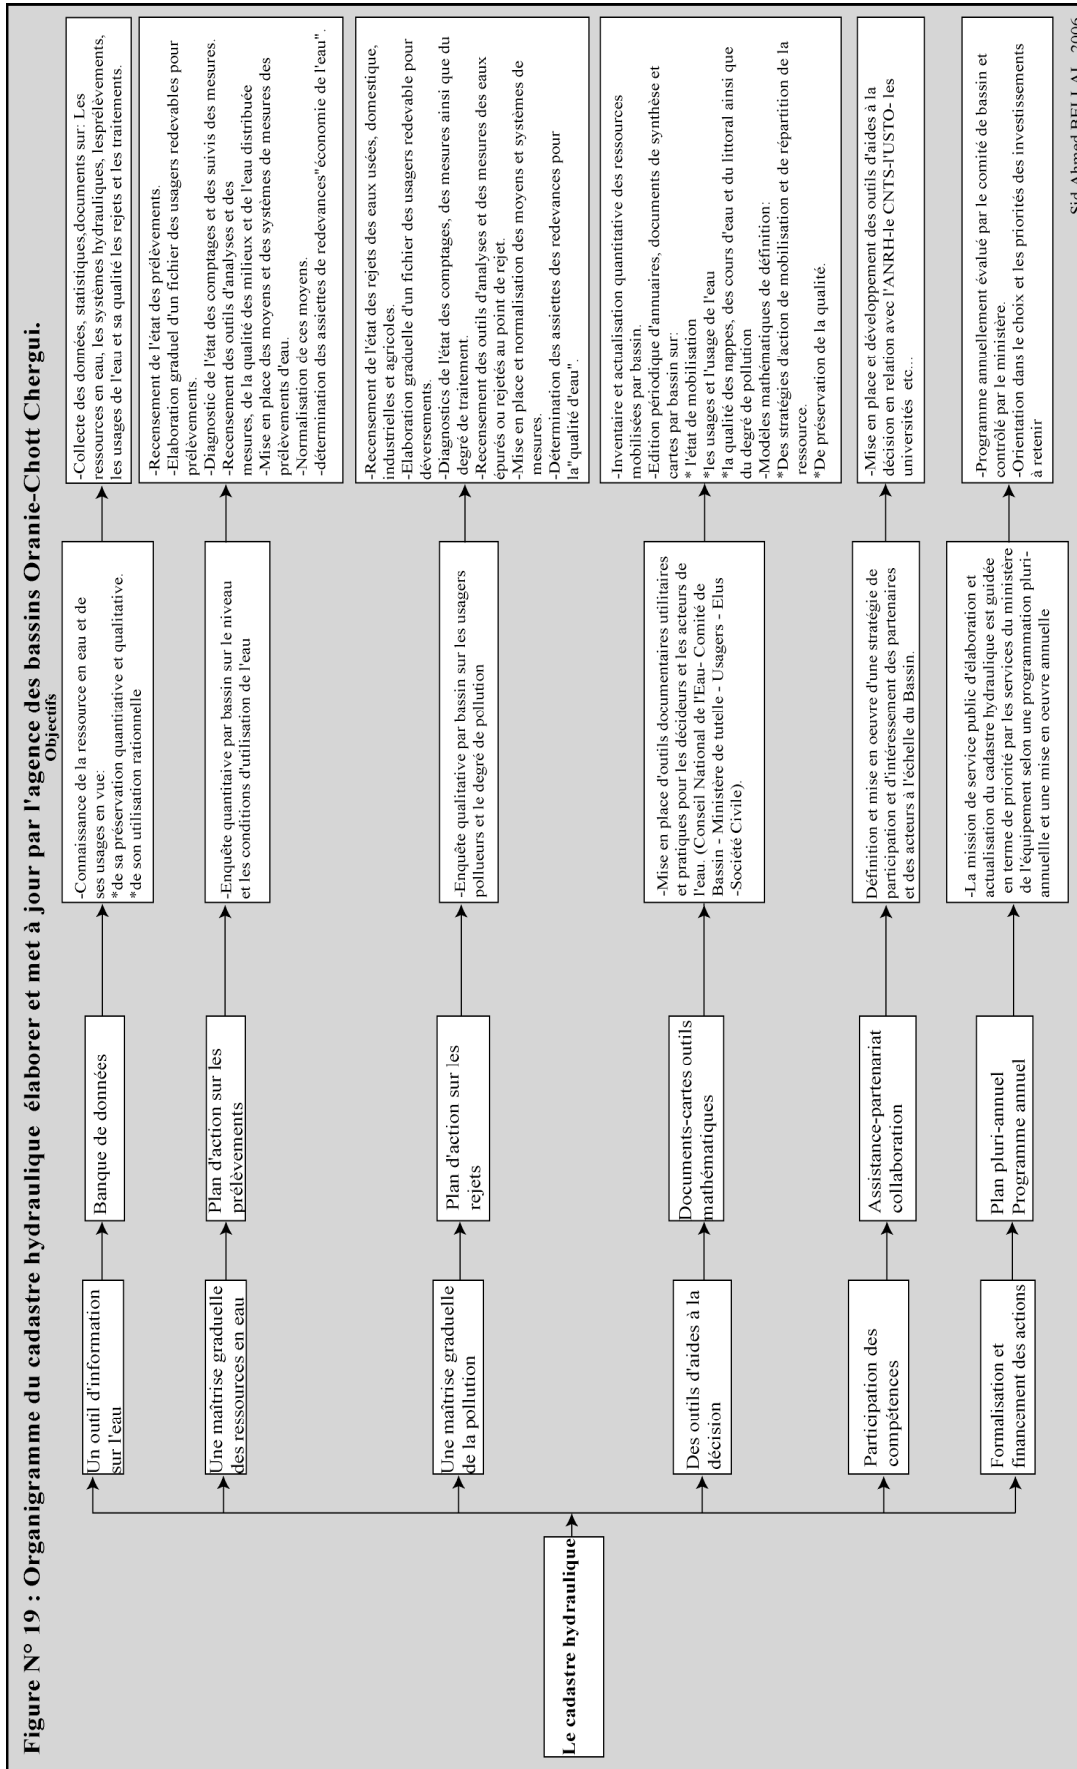 Figure N° 19 : Organigramme du cadastre hydraulique élaborer et met à jour par l'agence des bassins Oranie-Chott Chergui.
Objectifs
Le cadastre hydraulique
Un outil d'information
sur l'eau
Banque de données
-Connaissance de la ressource en eau et de
ses usages en vue:
*de sa préservation quantitative et qualitative.
*de son utilisation rationnelle
-Collecte des données, statistiques,documents sur: Les
ressources en eau, les systèmes hydrauliques, lesprélèvements,
les usages de l'eau et sa qualité les rejets et les traitements.
Une maîtrise graduelle
des ressources en eau
Plan d'action sur les
prélèvements
-Enquête quantitaive par bassin sur le niveau
et les conditions d'utilisation de l'eau
-Recensement de l'état des prélèvements.
-Elaboration graduel d'un fichier des usagers redevables pour
prélèvements.
-Diagnostic de l'état des comptages et des suivis des mesures.
-Recensement des outils d'analyses et des
mesures, de la qualité des milieux et de l'eau distribuée
-Mise en place des moyens et des systèmes de mesures des
prélèvements d'eau.
-Normalisation de ces moyens.
-détermination des assiettes de redevances"économie de l'eau".
Une maîtrise graduelle
de la pollution
Plan d'action sur les
rejets
-Enquête qualitative par bassin sur les usagers
pollueurs et le degré de pollution
-Recensement de l'état des rejets des eaux usées, domestique,
industrielles et agricoles.
-Elaboration graduelle d'un fichier des usagers redevable pour
déversements.
-Diagnostics de l'état des comptages, des mesures ainsi que du
degré de traitement.
-Recensement des outils d'analyses et des mesures des eaux
épurés ou rejetés au point de rejet.
-Mise en place et normalisation des moyens et systèmes de
mesures.
-Détermination des assiettes des redevances pour
la"qualité d'eau".
Des outils d'aides à la
décision
Documents-cartes outils
mathématiques
-Mise en place d'outils documentaires utilitaires
et pratiques pour les décideurs et les acteurs de
l'eau. (Conseil National de l'Eau- Comité de
Bassin - Ministère de tutelle - Usagers - Elus
-Société Civile).
-Inventaire et actualisation quantitative des ressources
mobilisées par bassin.
-Edition périodique d'annuaires, documents de synthèse et
cartes par bassin sur:
* l'état de mobilisation
*les usages et l'usage de l'eau
*la qualité des nappes, des cours d'eau et du littoral ainsi que
du degré de pollution
-Modèles mathématiques de définition:
*Des stratégies d'action de mobilisation et de répartition de la
ressource.
*De préservation de la qualité.
Participation des
compétences
Assistance-partenariat
collaboration
Définition et mise en oeuvre d'une stratégie de
participation et d'intéressement des partenaires
et des acteurs à l'échelle du Bassin.
-Mise en place et développement des outils d'aides à la
décision en relation avec l'ANRH-le CNTS-l'USTO- les
universités etc...
Formalisation et
financement des actions
Plan pluri-annuel
Programme annuel
-La mission de service public d'élaboration et
actualisation du cadastre hydraulique est guidée
en terme de priorité par les services du ministère
de l'équipement selon une programmation pluri-
annuellle et une mise en oeuvre annuelle
-Programme annuellement évalué par le comité de bassin et
contrôlé par le ministère.
-Orientation dans le choix et les priorités des investissements
à retenir
Sid Ahmed BELLAL, 2006